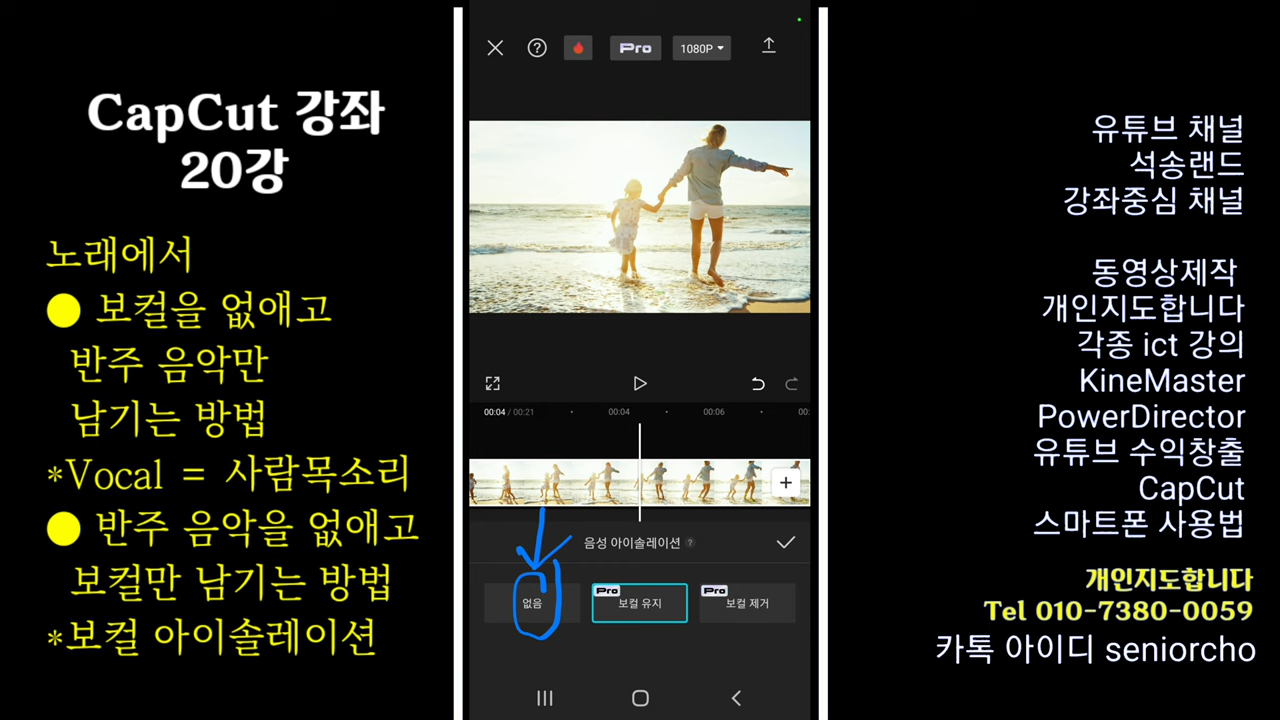 CapCut 강좌
20강
노래에서
● 보컬을 없애고
반주 음악만
남기는 방법
*Vocal = 사람목소리
● 반주 음악을 없애고
보컬만 남기는 방법
*보컬 아이솔레이션
Pro 1080P
00:04 / 00:21 00:04 00:06 00:
음성 아이솔레이션
없음
Pro 보컬 유지
Pro 보컬 제거
유튜브 채널
석송랜드
강좌중심 채널
동영상제작
개인지도합니다
각종 ict 강의
KineMaster
PowerDirector
유튜브 수익창출
CapCut
스마트폰 사용법
개인지도합니다
Tel 010-7380-0059
카톡 아이디 seniorcho